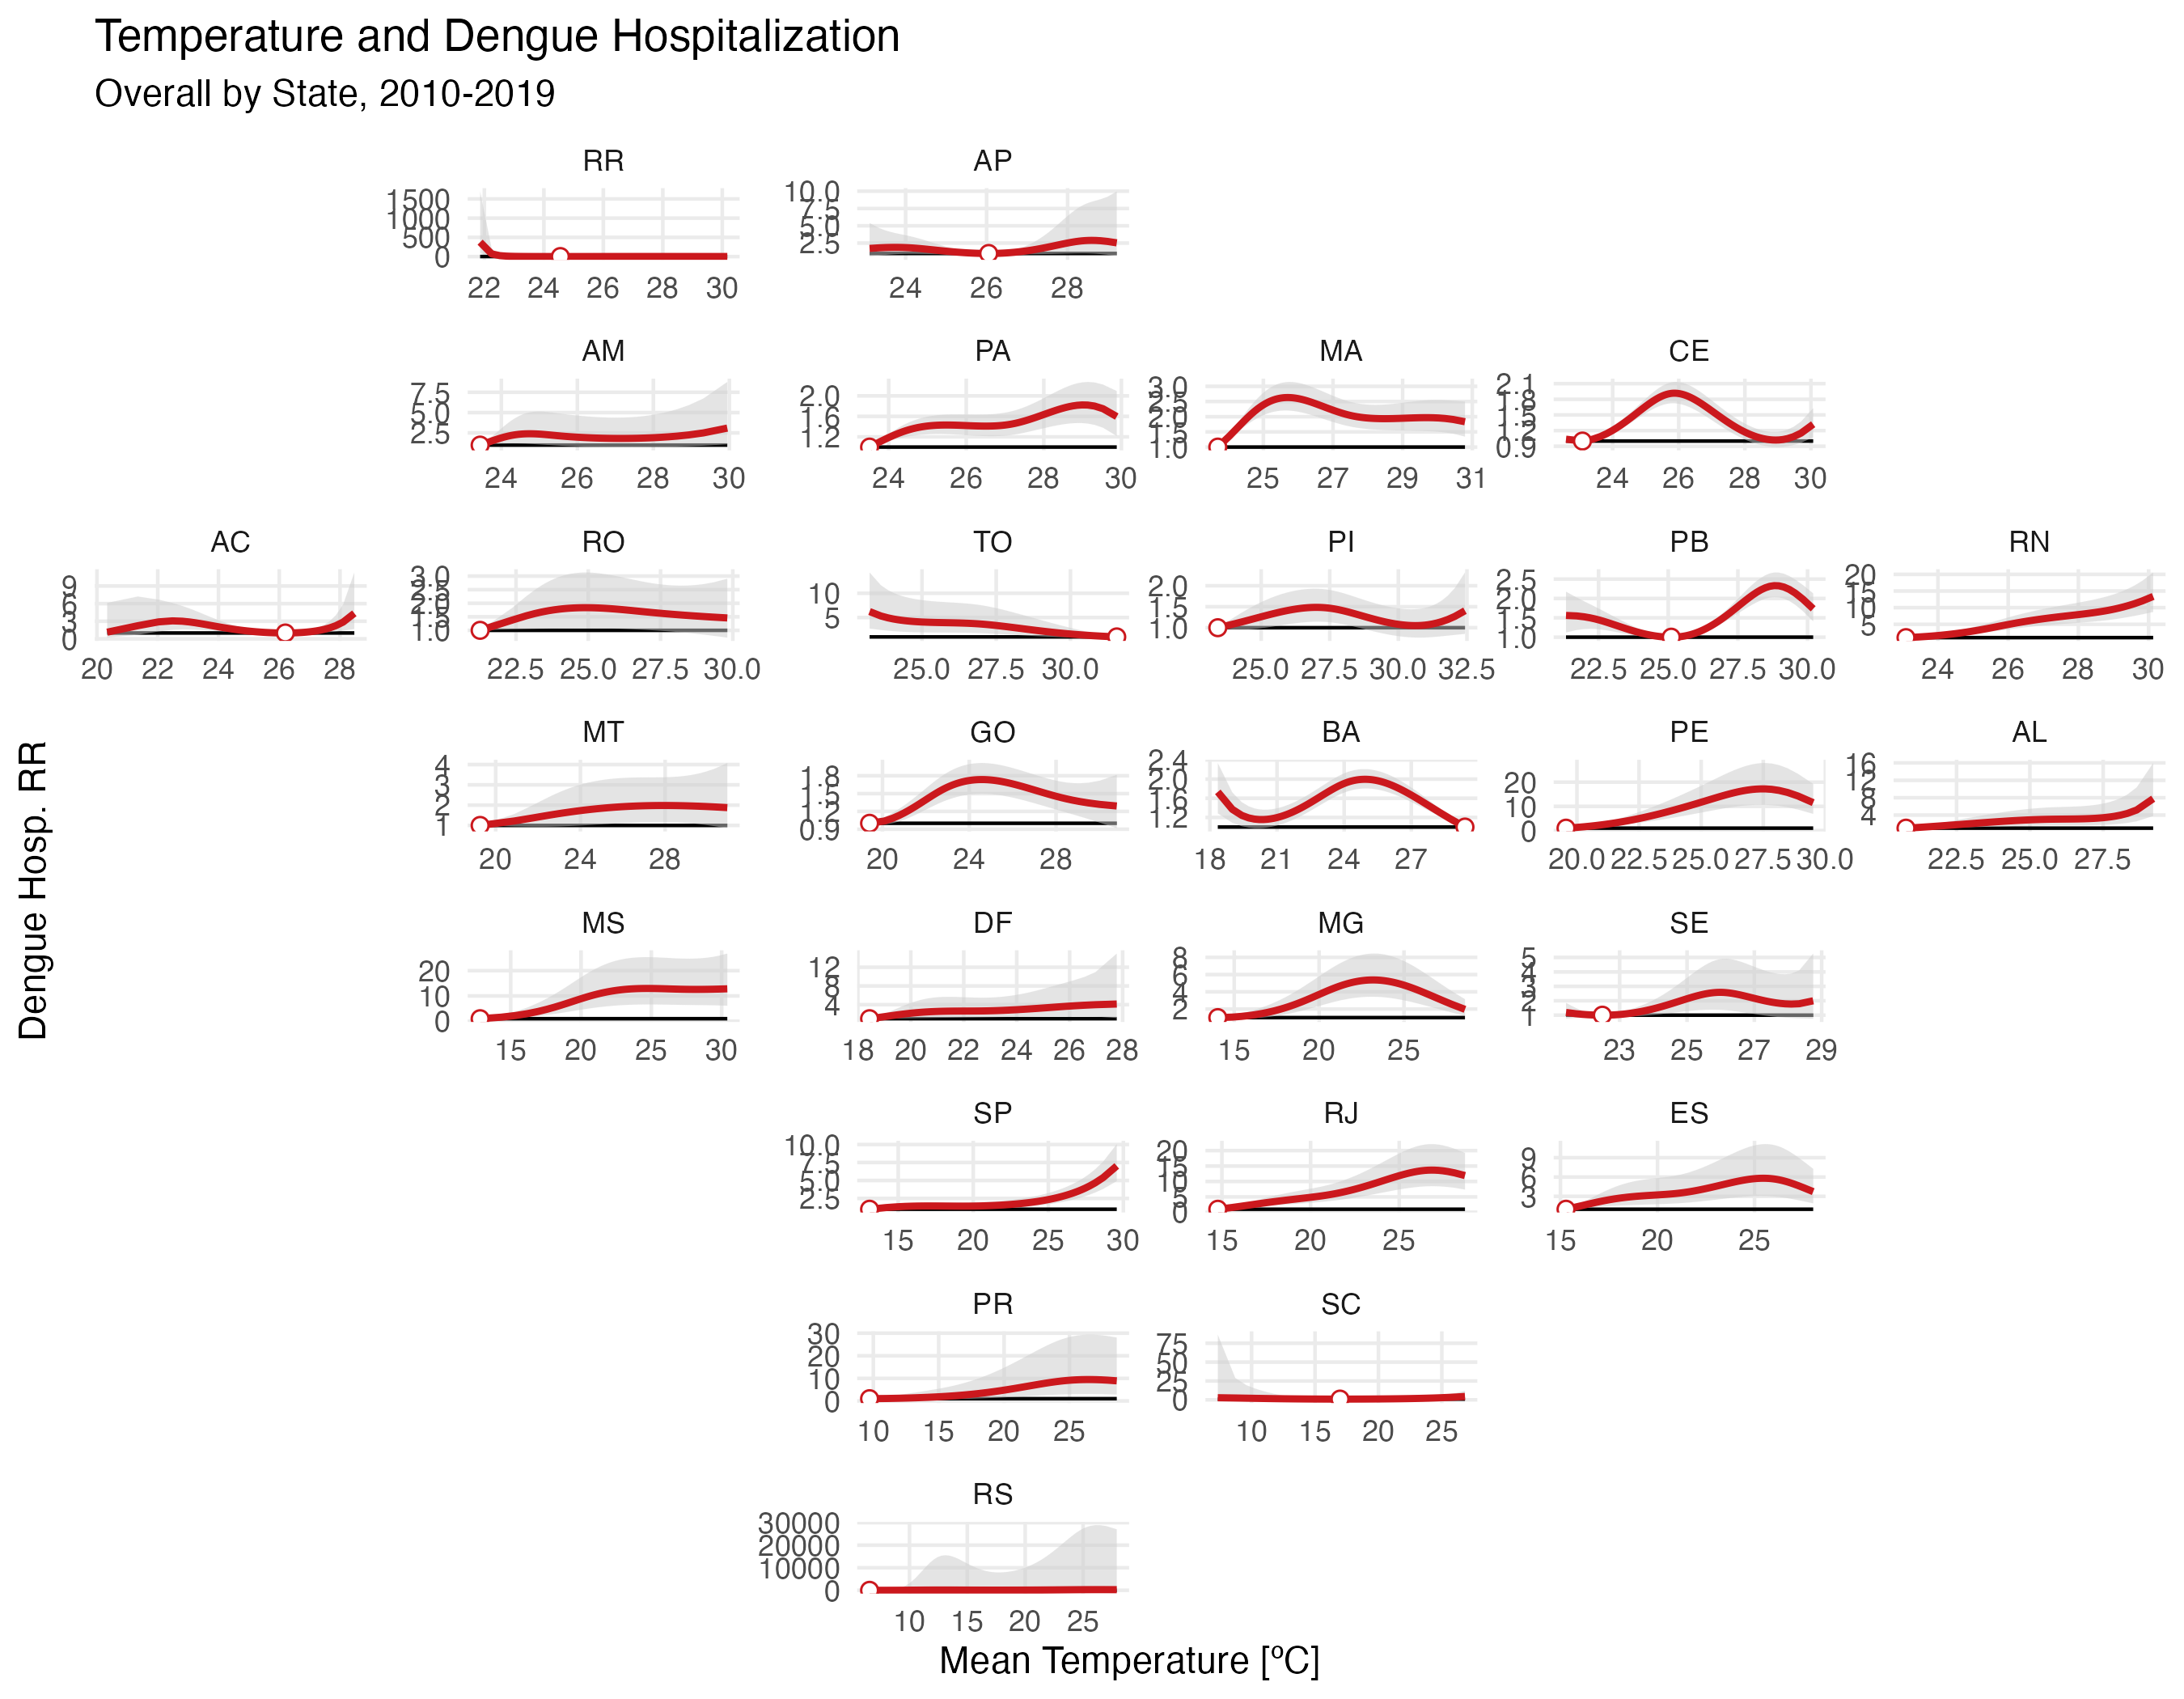 Temperature and Dengue Hospitalization
Overall by State, 2010-2019
RR AP
1500 10.0
1000 7.5
500 5.0
0 2.5
22 24 26 28 30 24 26 28
AM PA MA CE
7.5 2.0 3.0 2.1
5.0 1.6 2.5 1.8
2.5 1.2 2.0 1.5
1.5 1.2
1.0 0.9
24 26 28 30 24 26 28 30 25 27 29 31 24 26 28 30
AC RO TO PI PB RN
9 3.0 10 2.0 2.5 20
6 2.5 5 1.5 2.0 15
3 2.0 1.0 1.5 10
0 1.5 1.0 5
1.0
20 22 24 26 28 22.5 25.0 27.5 30.0 25.0 27.5 30.0 25.0 27.5 30.0 32.5 22.5 25.0 27.5 30.0 24 26 28 30
MT GO BA PE AL
4 1.8 2.4 20 16
3 1.5 2.0 10 12
2 1.2 1.6 0 8
1 0.9 1.2 4
20 24 28 20 24 28 18 21 24 27 20.0 22.5 25.0 27.5 30.0 22.5 25.0 27.5
MS DF MG SE
20 12 8 5
10 8 6 4
0 4 4 3
2 2
1
15 20 25 30 18 20 22 24 26 28 15 20 25 23 25 27 29
SP RJ ES
10.0 20 9
7.5 15 6
5.0 10 3
2.5 5
0
15 20 25 30 15 20 25 15 20 25
PR SC
30 75
20 50
10 25
0 0
10 15 20 25 10 15 20 25
RS
30000
20000
10000
0
10 15 20 25
Mean Temperature [ºC]
Dengue Hosp. RR